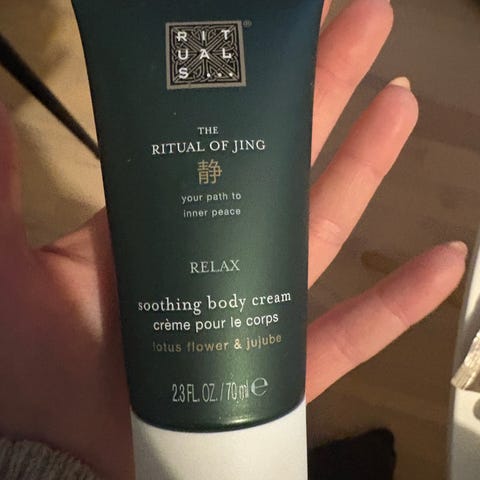 RIT
UAL
S...
®
THE
RITUAL OF JING
静
your path to
inner peace
RELAX
soothing body cream
crème pour le corps
lotus flower & jujube
2.3 FL. OZ. / 70 ml ℮